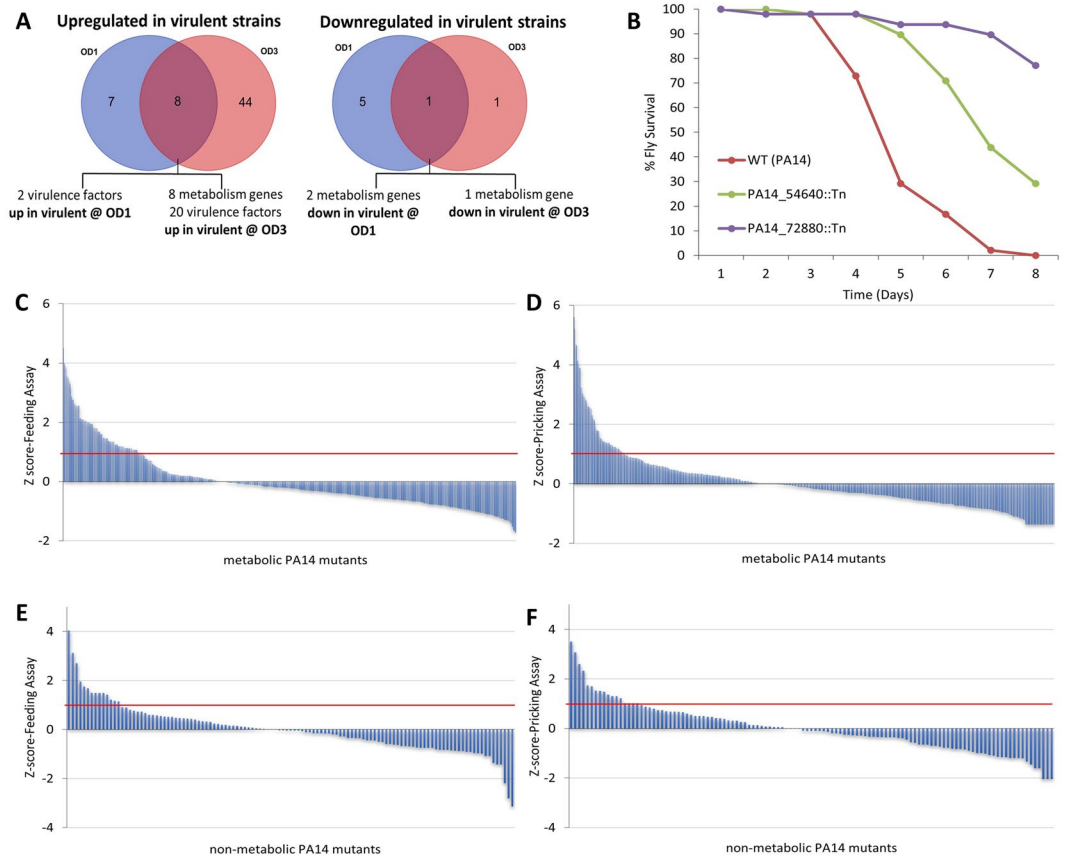 A
Upregulated in virulent strains
OD1
OD3
7
8
44
2 virulence factors
up in virulent @ OD1
8 metabolism genes
20 virulence factors
up in virulent @ OD3
Downregulated in virulent strains
OD1
OD3
5
1
1
2 metabolism genes
down in virulent @
OD1
1 metabolism gene
down in virulent @ OD3
B
% Fly Survival
100
90
80
70
60
50
40
30
20
10
0
WT (PA14)
PA14_54640::Tn
PA14_72880::Tn
1 2 3 4 5 6 7 8
Time (Days)
C
Z score-Feeding Assay
6
4
2
0
-2
metabolic PA14 mutants
D
Z score-Pricking Assay
6
4
2
0
-2
metabolic PA14 mutants
E
Z-score-Feeding Assay
4
2
0
-2
-4
non-metabolic PA14 mutants
F
Z-score-Pricking Assay
4
2
0
-2
-4
non-metabolic PA14 mutants